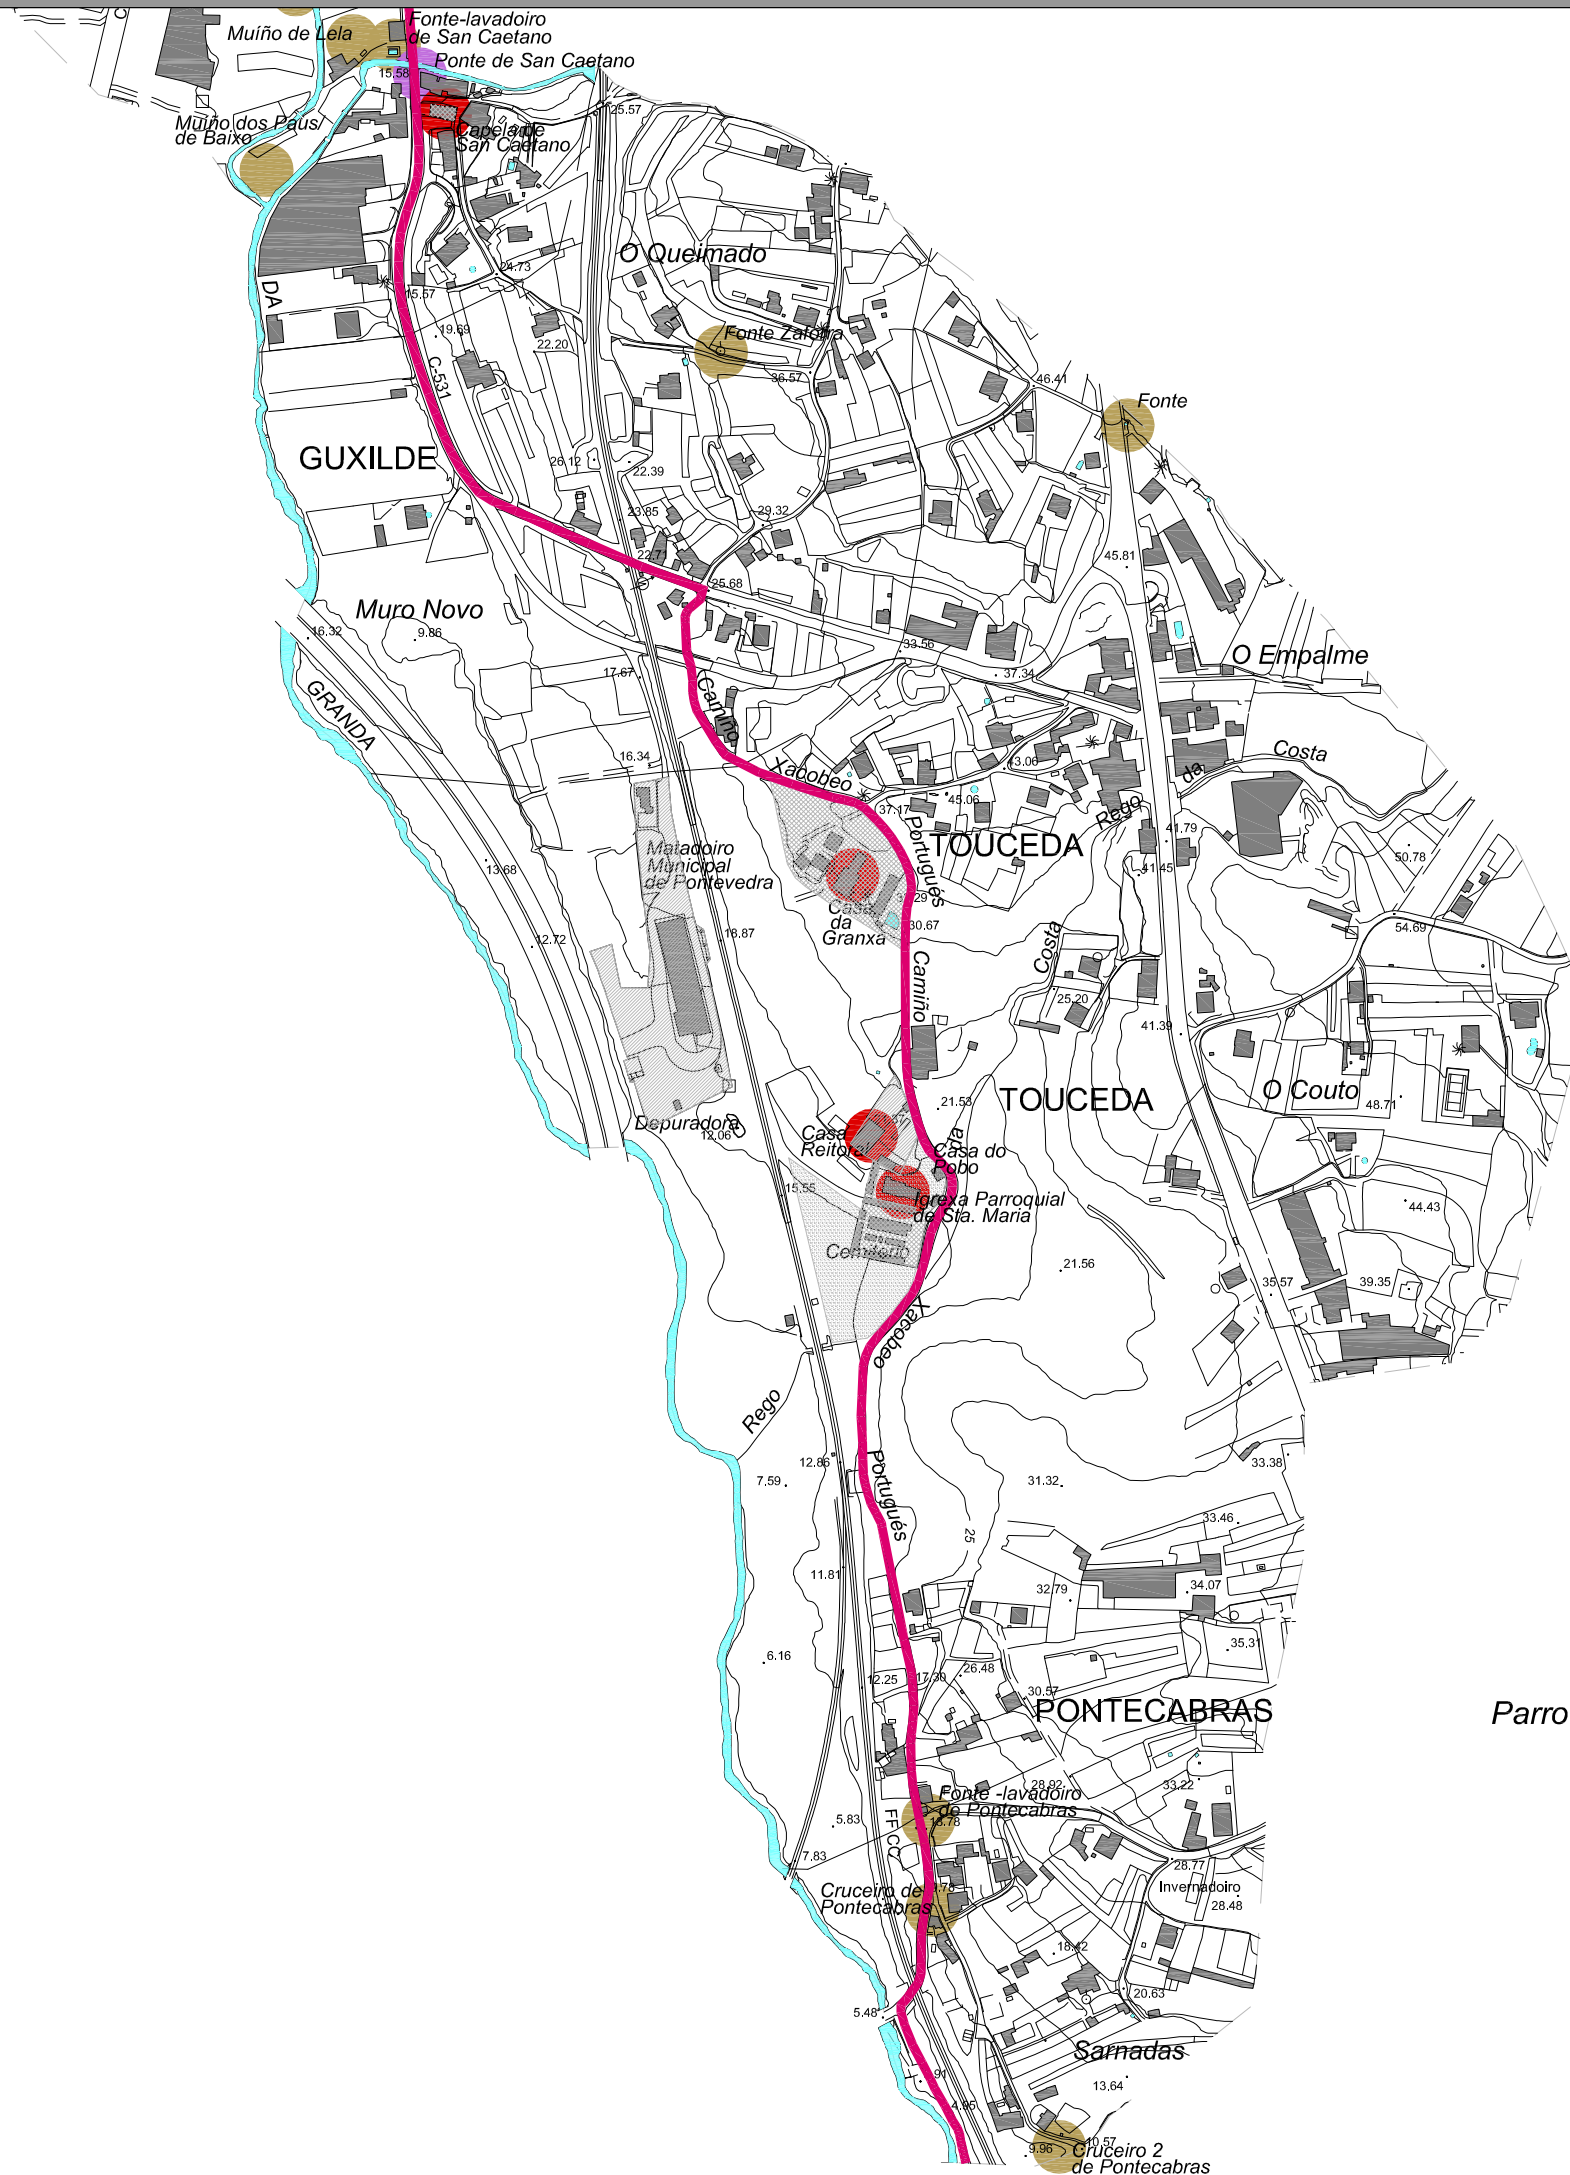 C
Fonte-lavadoiro
de San Caetano
Muíño de Lela
Ponte de San Caetano
15.58
25.57
Muíño dos Paus/
de Baixo
Capela de
San Caetano
O Queimado
24.73
DA
15.57
19.69
22.20
Fonte Zaforra
36.57
C-531
46.41
Fonte
GUXILDE
26.12
22.39
23.85
29.32
22.71
45.81
25.68
Muro Novo
16.32
9.86
33.56
37.34
O Empalme
17.67
GRANDA
Camiño
16.34
Xacobeo
43.06
Costa
da
45.06
37.17
Rego
Portugués
TOUCEDA
41.79
Matadoiro
Municipal
de Pontevedra
13.68
41.45
50.78
Casa
da
Granxa
30.67
12.72
18.87
54.69
Costa
Camiño
25.20
41.39
TOUCEDA
O Couto
48.71
21.53
Depuradora
12.06
Casa
Reitoral
da
Casa do
Pobo
15.55
Igrexa Parroquial
de Sta. Maria
44.43
Cemiterio
21.56
35.57
39.35
Xacobeo
Rego
12.86
7.59
Portugués
31.32
33.38
25
33.46
11.81
32.79
34.07
35.31
6.16
12.25
17.30
26.48
30.57
PONTECABRAS
Parro
28.92
33.22
Fonte -lavadoiro
de Pontecabras
5.83
FF.CC.
18.78
7.83
28.77
Cruceiro de
Pontecabras
Invernadoiro
28.48
18.42
20.63
5.48
Sarnadas
13.64
4.95
10.57
9.96
Cruceiro 2
de Pontecabras